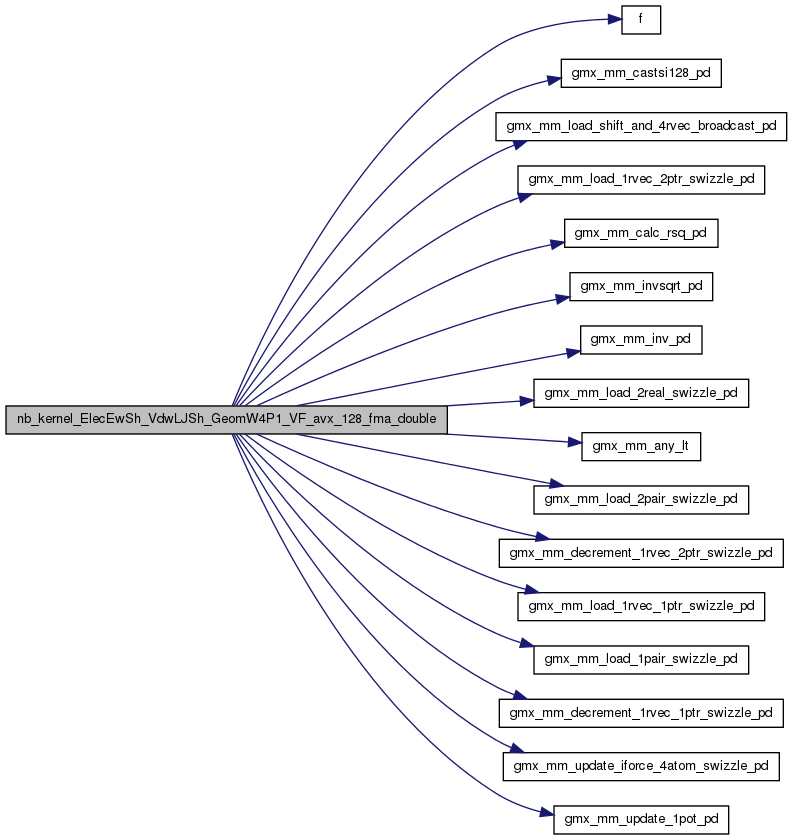 f
gmx_mm_castsi128_pd
gmx_mm_load_shift_and_4rvec_broadcast_pd
gmx_mm_load_1rvec_2ptr_swizzle_pd
gmx_mm_calc_rsq_pd
gmx_mm_invsqrt_pd
gmx_mm_inv_pd
gmx_mm_load_2real_swizzle_pd
nb_kernel_ElecEwSh_VdwLJSh_GeomW4P1_VF_avx_128_fma_double
gmx_mm_any_lt
gmx_mm_load_2pair_swizzle_pd
gmx_mm_decrement_1rvec_2ptr_swizzle_pd
gmx_mm_load_1rvec_1ptr_swizzle_pd
gmx_mm_load_1pair_swizzle_pd
gmx_mm_decrement_1rvec_1ptr_swizzle_pd
gmx_mm_update_iforce_4atom_swizzle_pd
gmx_mm_update_1pot_pd